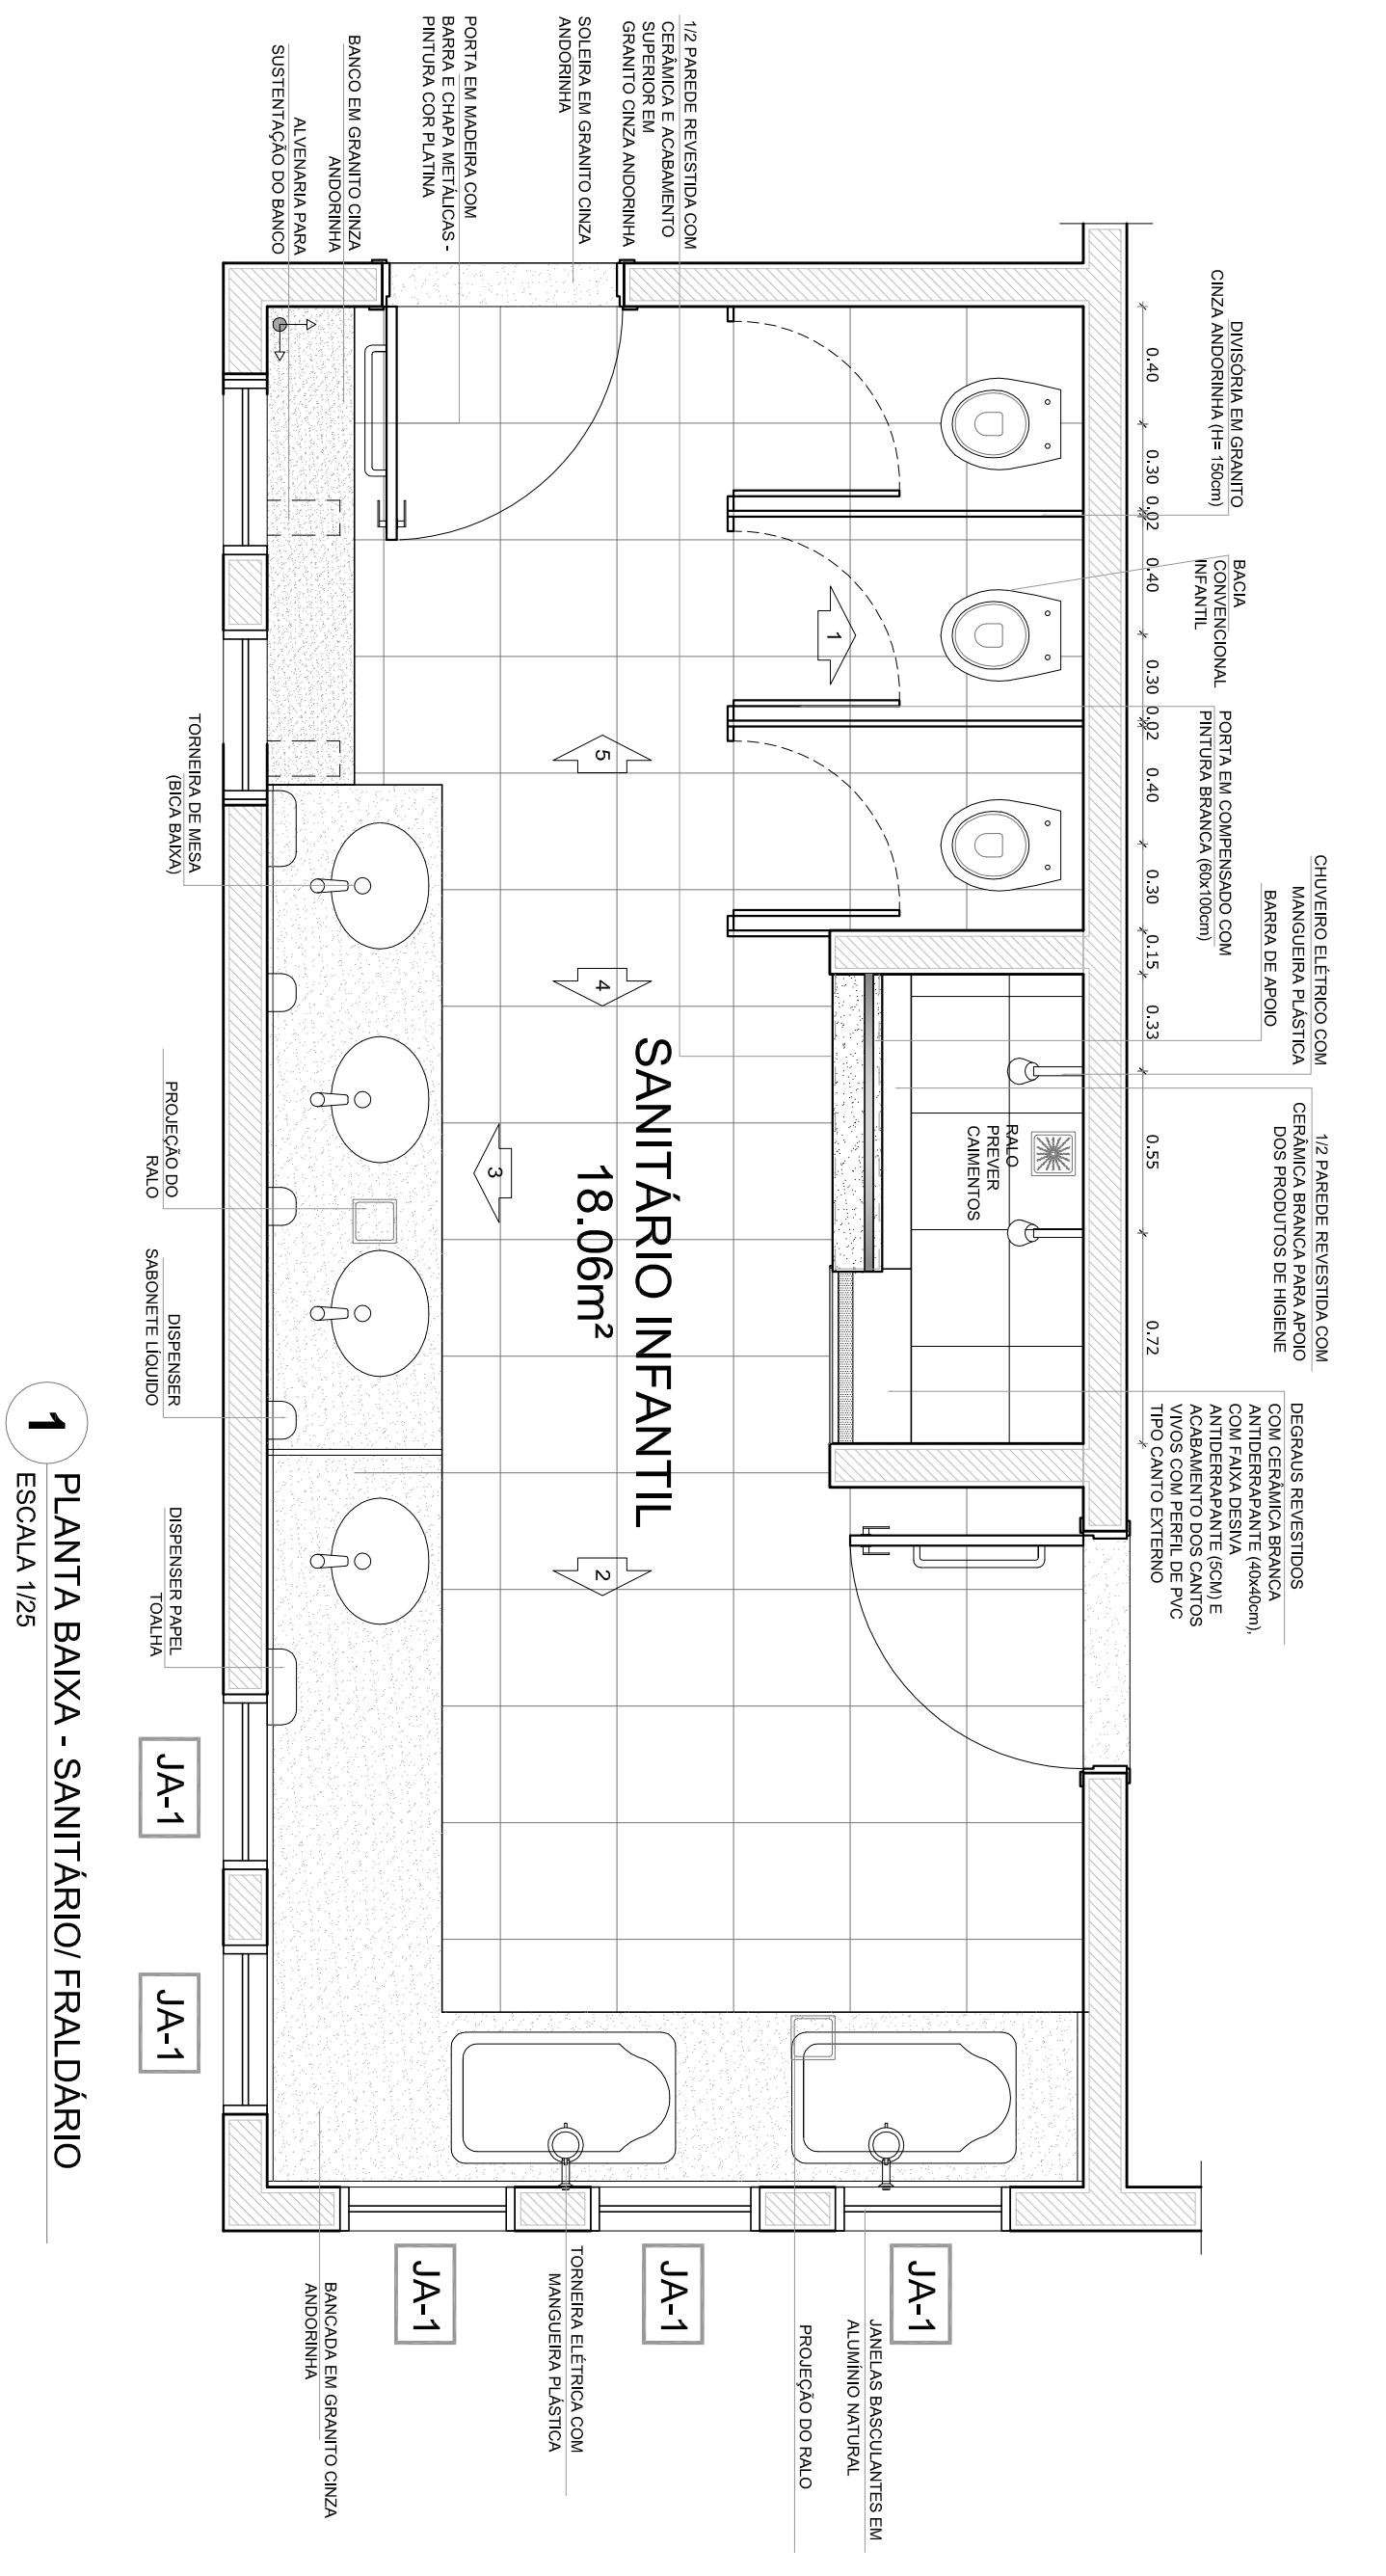 DIVISÓRIA EM GRANITO
CINZA ANDORINHA (H= 150cm)
BACIA
CONVENCIONAL
INFANTIL
PORTA EM COMPENSADO COM
PINTURA BRANCA (60x100cm)
CHUVEIRO ELÉTRICO COM
MANGUEIRA PLÁSTICA
BARRA DE APOIO
1/2 PAREDE REVESTIDA COM
CERÂMICA BRANCA PARA APOIO
DOS PRODUTOS DE HIGIENE
DEGRAUS REVESTIDOS
COM CERÂMICA BRANCA
ANTIDERRAPANTE (40x40cm),
COM FAIXA DESIVA
ANTIDERRAPANTE (5CM) E
ACABAMENTO DOS CANTOS
VIVOS COM PERFIL DE PVC
TIPO CANTO EXTERNO
0.40
0.30
0.02
0.40
0.30
0.02
0.40
0.30
0.15
0.33
0.55
0.72
1/2 PAREDE REVESTIDA COM
CERÂMICA E ACABAMENTO
SUPERIOR EM
GRANITO CINZA ANDORINHA
SOLEIRA EM GRANITO CINZA
ANDORINHA
PORTA EM MADEIRA COM
BARRA E CHAPA METÁLICAS -
PINTURA COR PLATINA
BANCO EM GRANITO CINZA
ANDORINHA
ALVENARIA PARA
SUSTENTAÇÃO DO BANCO
RALO
PREVER
CAIMENTOS
1
5
4
3
2
SANITÁRIO INFANTIL
18.06m²
JA-1
JA-1
JA-1
JANELAS BASCULANTES EM
ALUMÍNIO NATURAL
PROJEÇÃO DO RALO
TORNEIRA ELÉTRICA COM
MANGUEIRA PLÁSTICA
BANCADA EM GRANITO CINZA
ANDORINHA
TORNEIRA DE MESA
(BICA BAIXA)
PROJEÇÃO DO
RALO
DISPENSER
SABONETE LÍQUIDO
DISPENSER PAPEL
TOALHA
JA-1
JA-1
1
PLANTA BAIXA - SANITÁRIO/ FRALDÁRIO
ESCALA 1/25